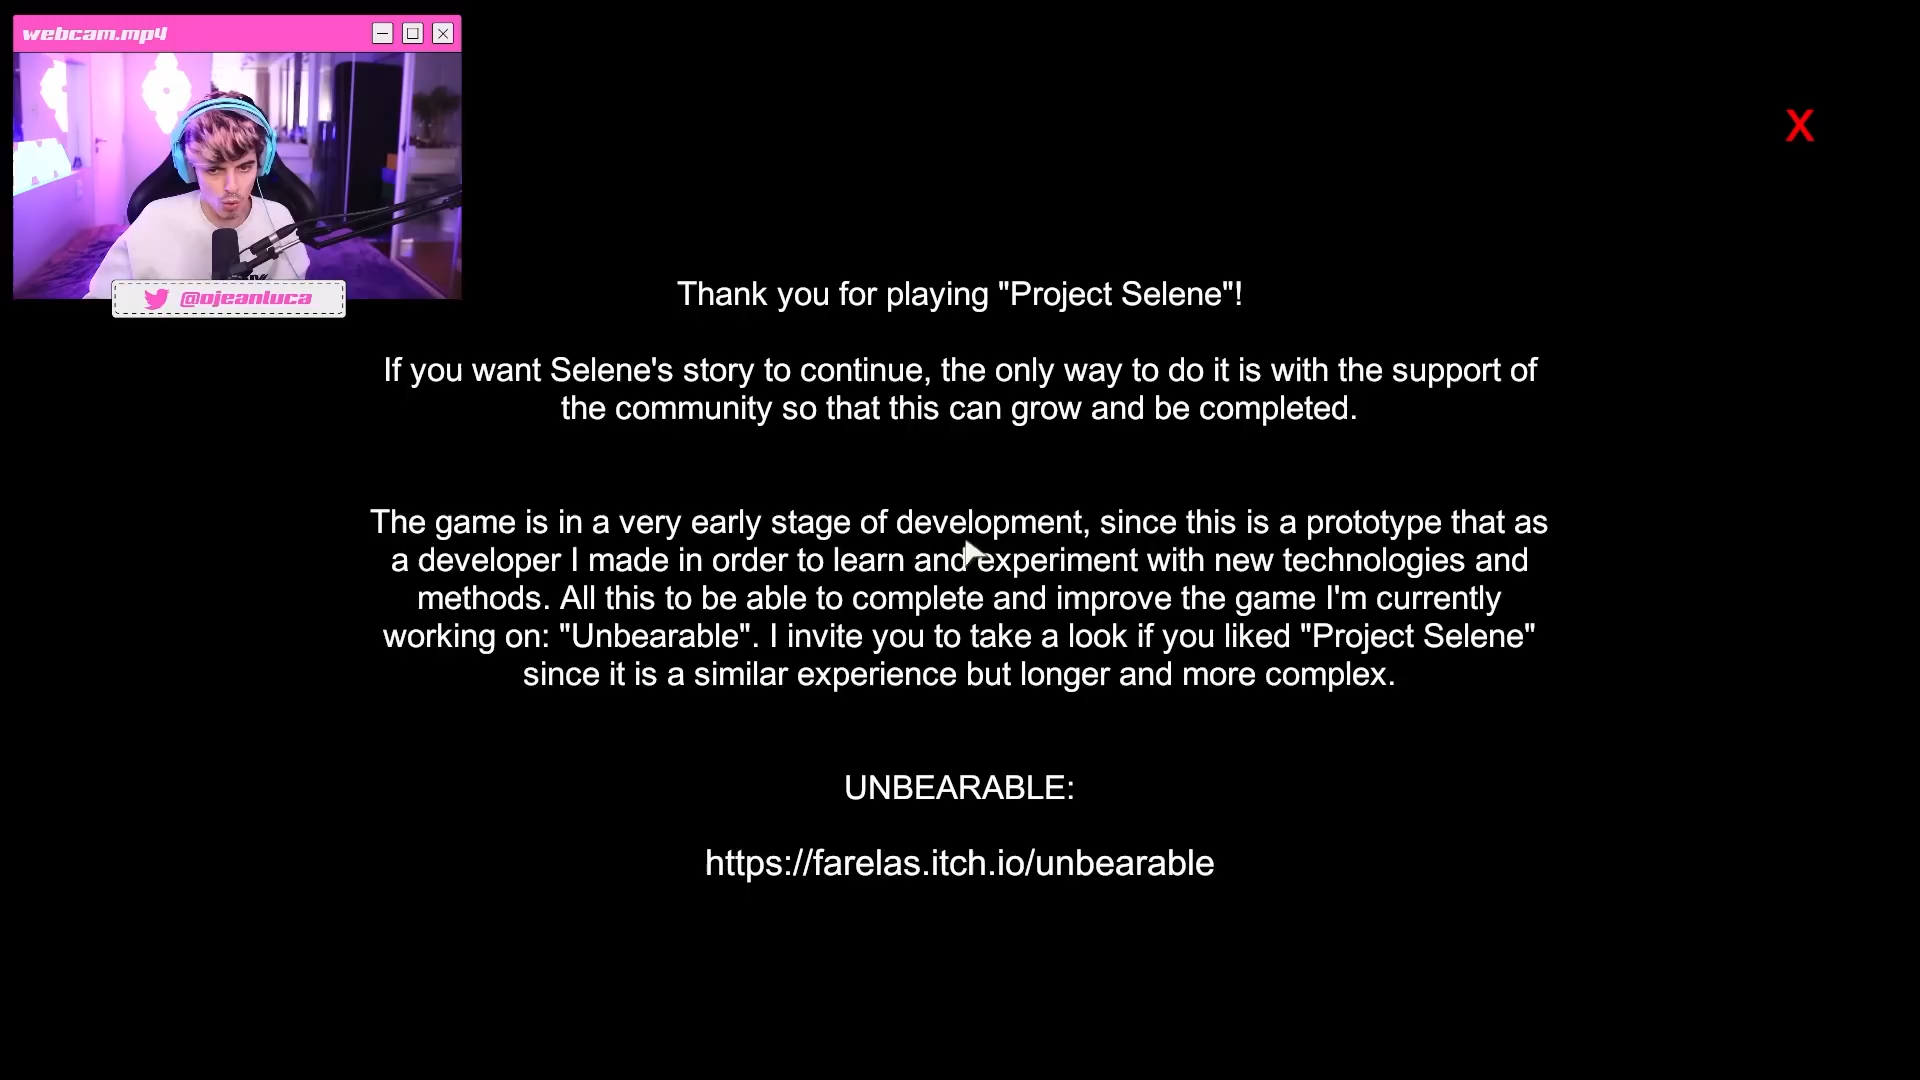 webcam.mp4
@ojeanluca
X
Thank you for playing "Project Selene"!
If you want Selene's story to continue, the only way to do it is with the support of
the community so that this can grow and be completed.
The game is in a very early stage of development, since this is a prototype that as
a developer I made in order to learn and experiment with new technologies and
methods. All this to be able to complete and improve the game I'm currently
working on: "Unbearable". I invite you to take a look if you liked "Project Selene"
since it is a similar experience but longer and more complex.
UNBEARABLE:
https://farelas.itch.io/unbearable